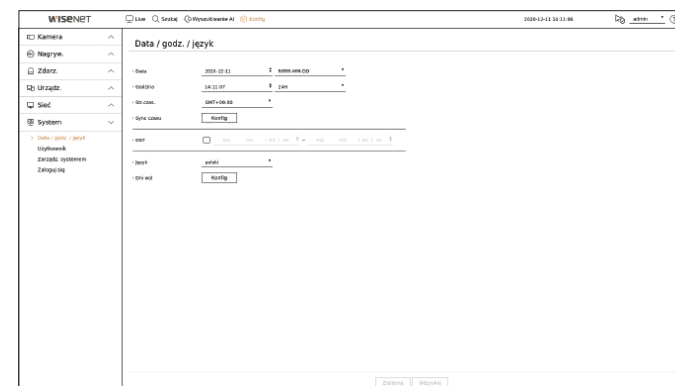 WISENET
Live Szukaj Wyszukiwanie AI Konfig
2020-12-11 14:11:06 admin
Kamera
Nagryw.
Zdarz.
Urządz.
Sieć
System
Data / godz. / język
Użytkownik
Zarządz. systemem
Zaloguj się
Data / godz. / język
Data 2020-12-11 RRRR-MM-DD
Godzina 14:11:07 24H
Str.czas. GMT+09:00
Sync czasu Konfig
DST
Język polski
Dni wol Konfig
Zastosuj Odzyskaj